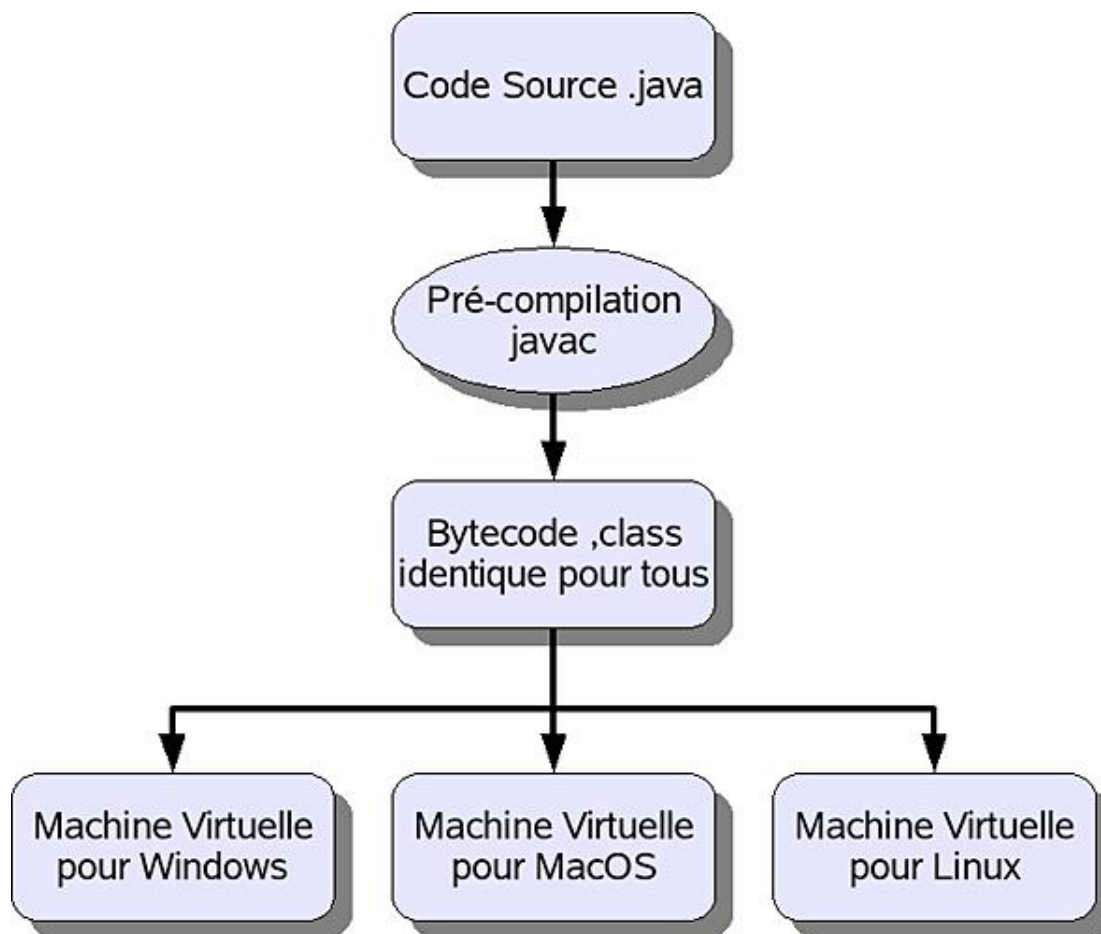 Code Source .java
Pré-compilation
javac
Bytecode ,class
identique pour tous
Machine Virtuelle
pour Windows
Machine Virtuelle
pour MacOS
Machine Virtuelle
pour Linux